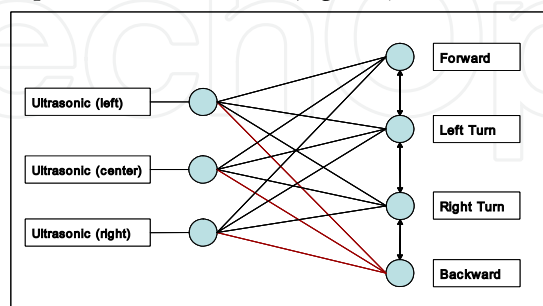 Forward
Ultrasonic (left)
Left Turn
Ultrasonic (center)
Right Turn
Ultrasonic (right)
Backward